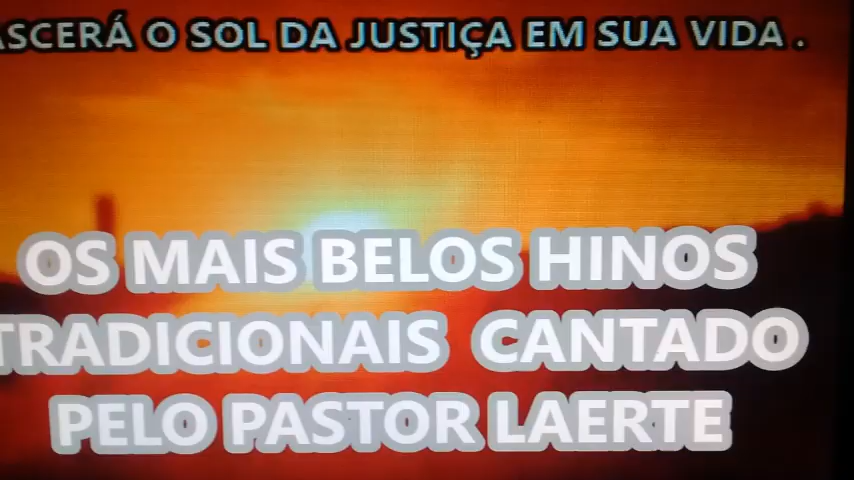 ASCERÁ O SOL DA JUSTIÇA EM SUA VIDA .
OS MAIS BELOS HINOS
TRADICIONAIS CANTADO
PELO PASTOR LAERTE